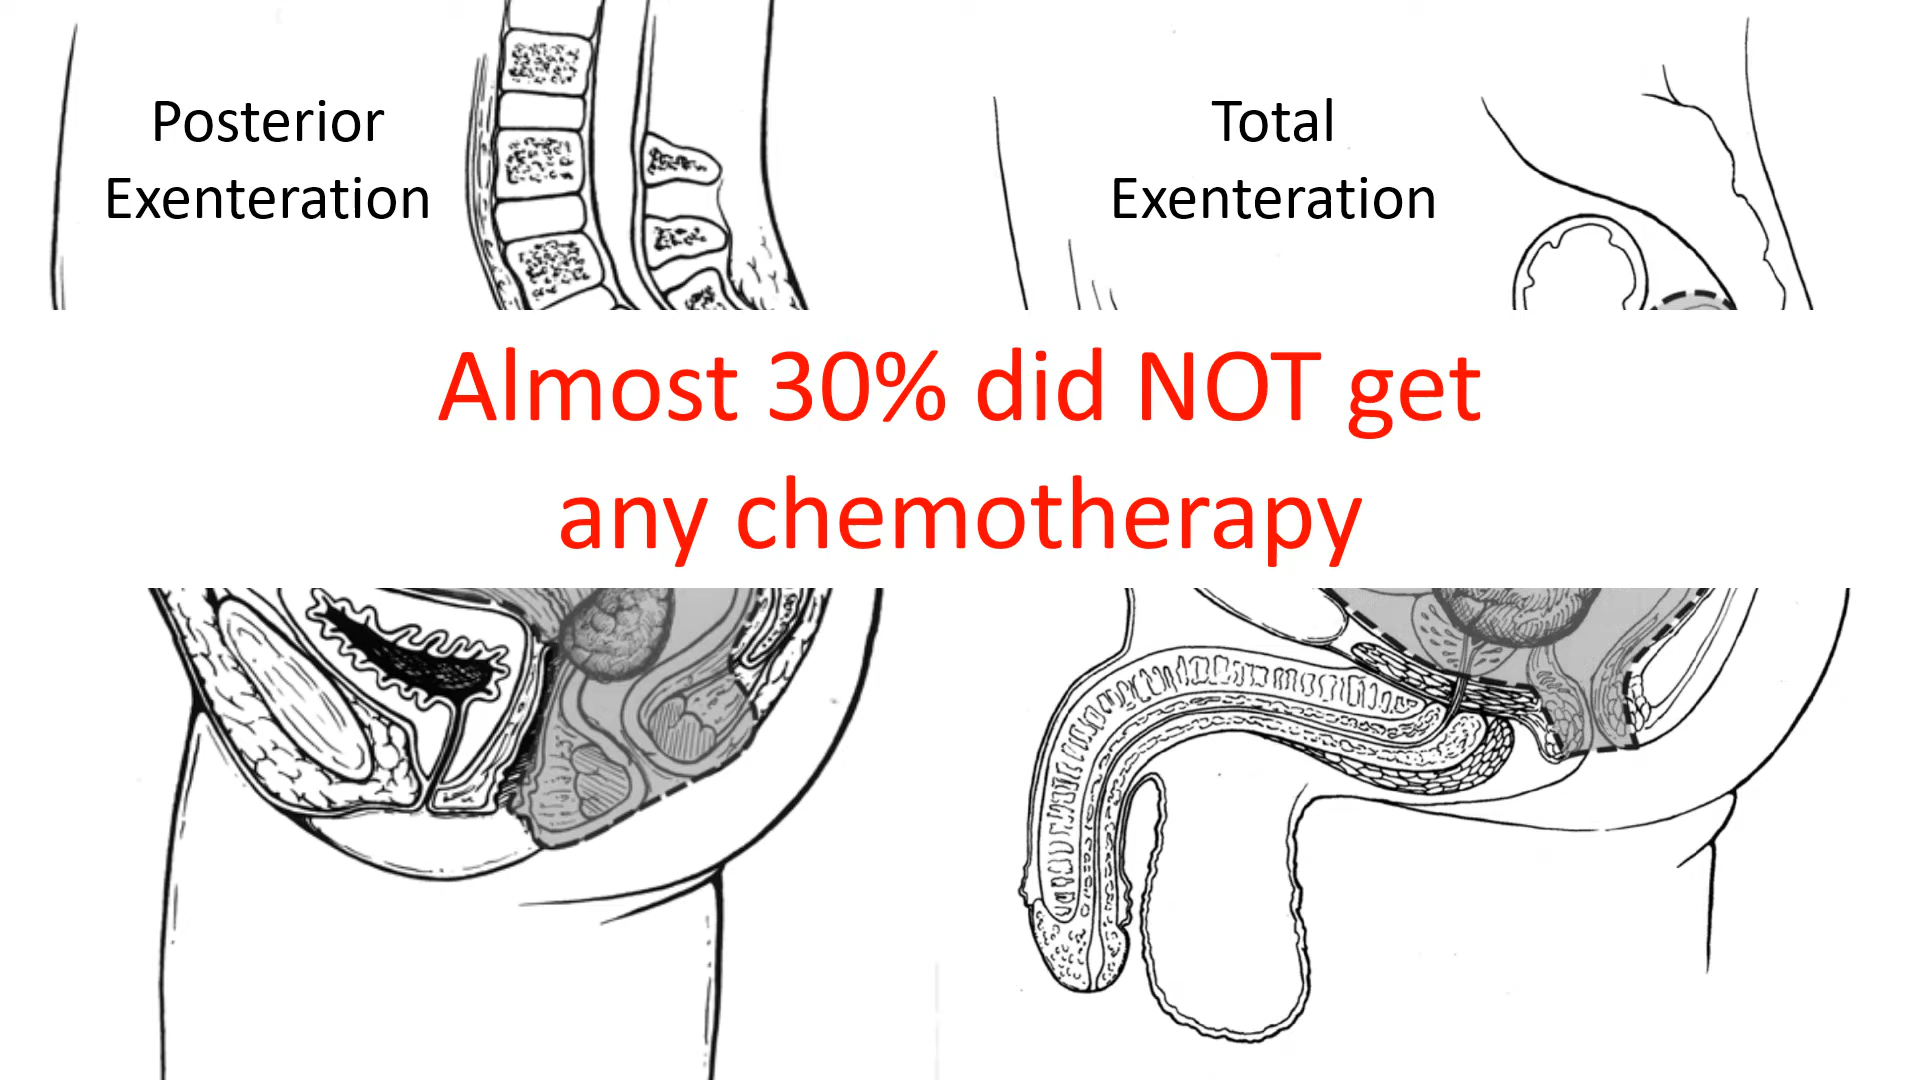 Posterior
Exenteration
Total
Exenteration
Almost 30% did NOT get
any chemotherapy